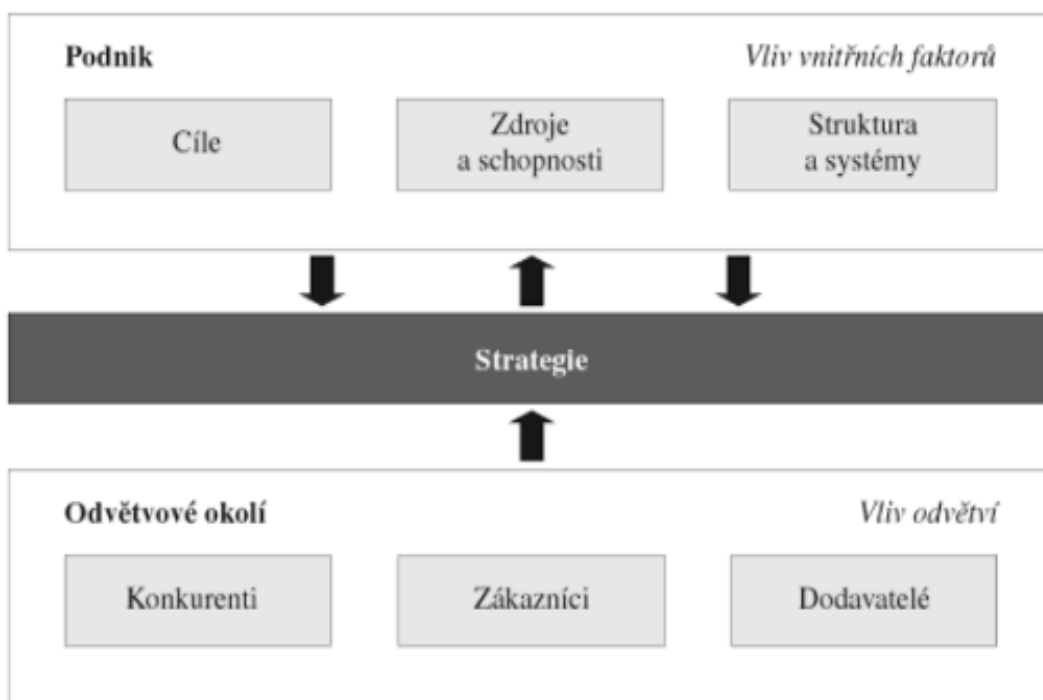 Podnik
Vliv vnitřních faktorů
Cíle
Zdroje
a schopnosti
Struktura
a systémy
Strategie
Odvětvové okolí
Vliv odvětví
Konkurenti
Zákazníci
Dodavatelé